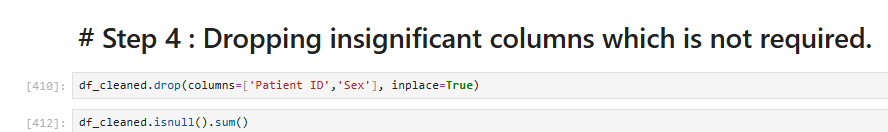 # Step 4 : Dropping insignificant columns which is not required.
[410]: df_cleaned.drop(columns=['Patient ID','Sex'], inplace=True)
[412]: df_cleaned.isnull().sum()